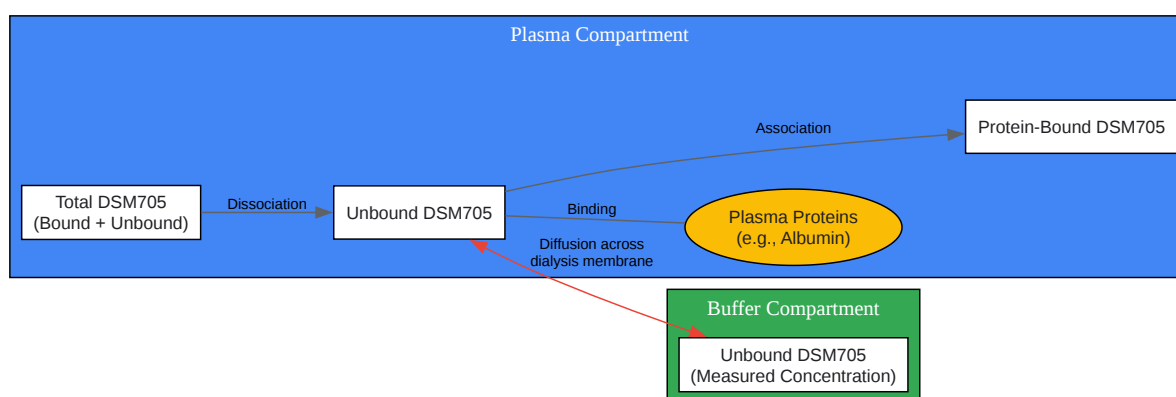 Plasma Compartment
Association
Protein-Bound DSM705
Total DSM705
(Bound + Unbound)
Dissociation
Unbound DSM705
Binding
Plasma Proteins
(e.g., Albumin)
Diffusion across
dialysis membrane
Buffer Compartment
Unbound DSM705
(Measured Concentration)